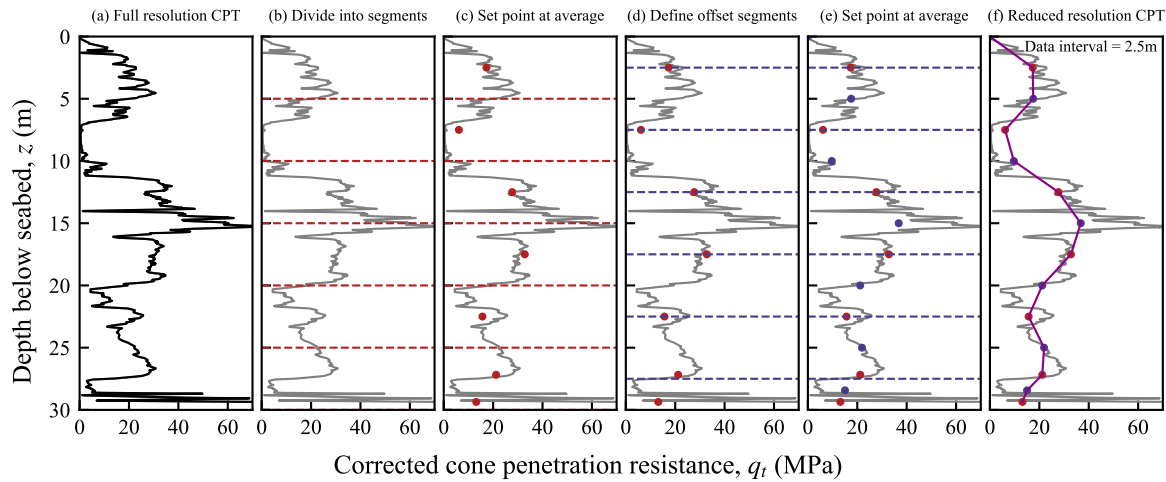 (a) Full resolution CPT
(b) Divide into segments
(c) Set point at average
(d) Define offset segments
(e) Set point at average
(f) Reduced resolution CPT
Data interval = 2.5m
Depth below seabed, z (m)
0
5
10
15
20
25
30
0 20 40 60
0 20 40 60
0 20 40 60
0 20 40 60
0 20 40 60
0 20 40 60
Corrected cone penetration resistance, qt (MPa)